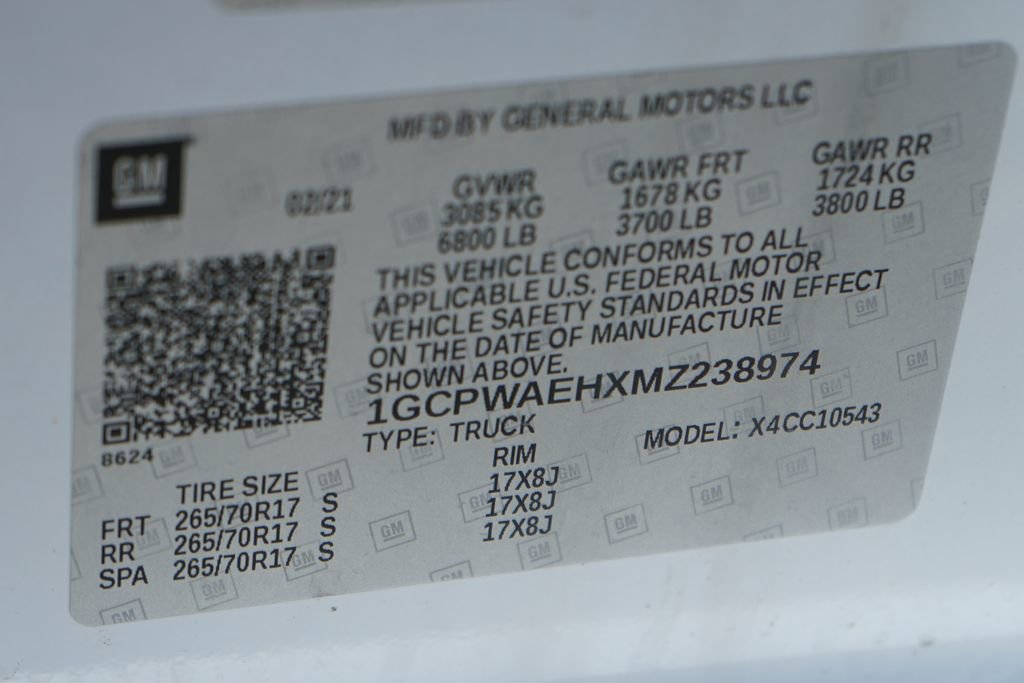 MFD BY GENERAL MOTORS LLC
GM
02/21
GVWR
3085 KG
6800 LB
GAWR FRT
1678 KG
3700 LB
GAWR RR
1724 KG
3800 LB
THIS VEHICLE CONFORMS TO ALL
APPLICABLE U.S. FEDERAL MOTOR
VEHICLE SAFETY STANDARDS IN EFFECT
ON THE DATE OF MANUFACTURE
SHOWN ABOVE.
1GCPWAEHXMZ238974
TYPE: TRUCK
MODEL: X4CC10543
8624
TIRE SIZE RIM
FRT 265/70R17 S 17X8J
RR 265/70R17 S 17X8J
SPA 265/70R17 S 17X8J